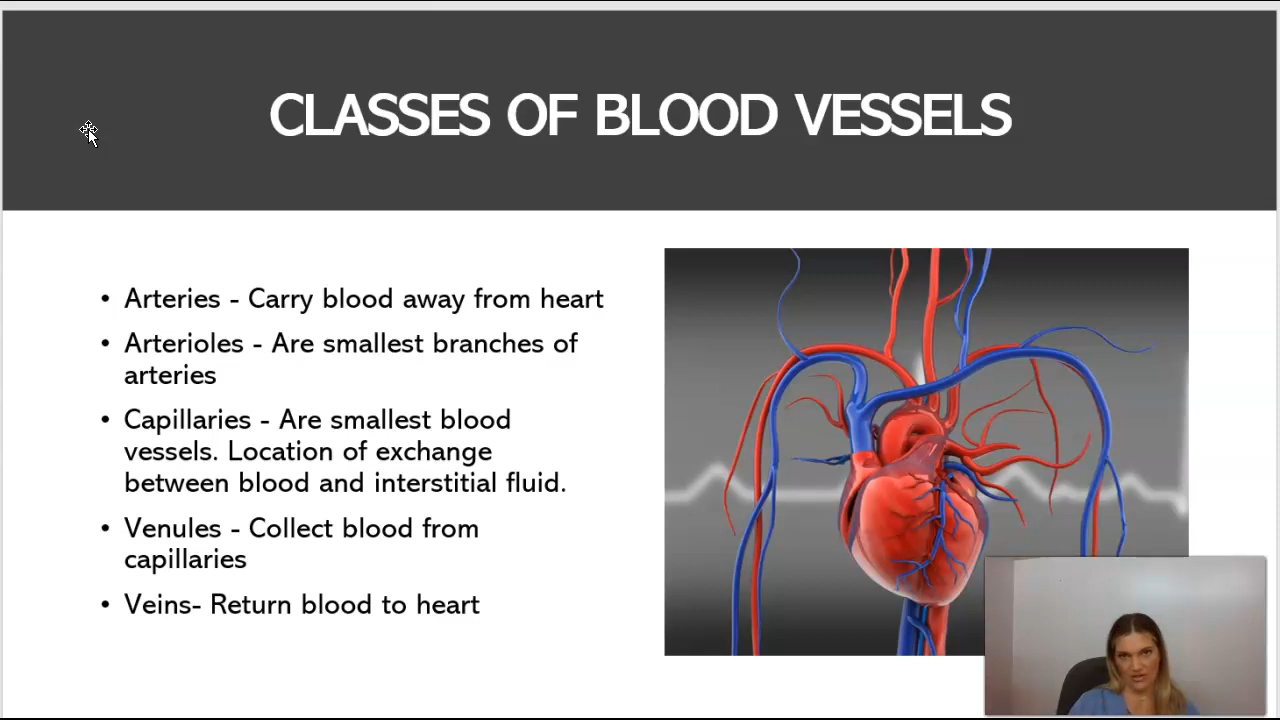 CLASSES OF BLOOD VESSELS
• Arteries - Carry blood away from heart
• Arterioles - Are smallest branches of
arteries
• Capillaries - Are smallest blood
vessels. Location of exchange
between blood and interstitial fluid.
• Venules - Collect blood from
capillaries
• Veins- Return blood to heart